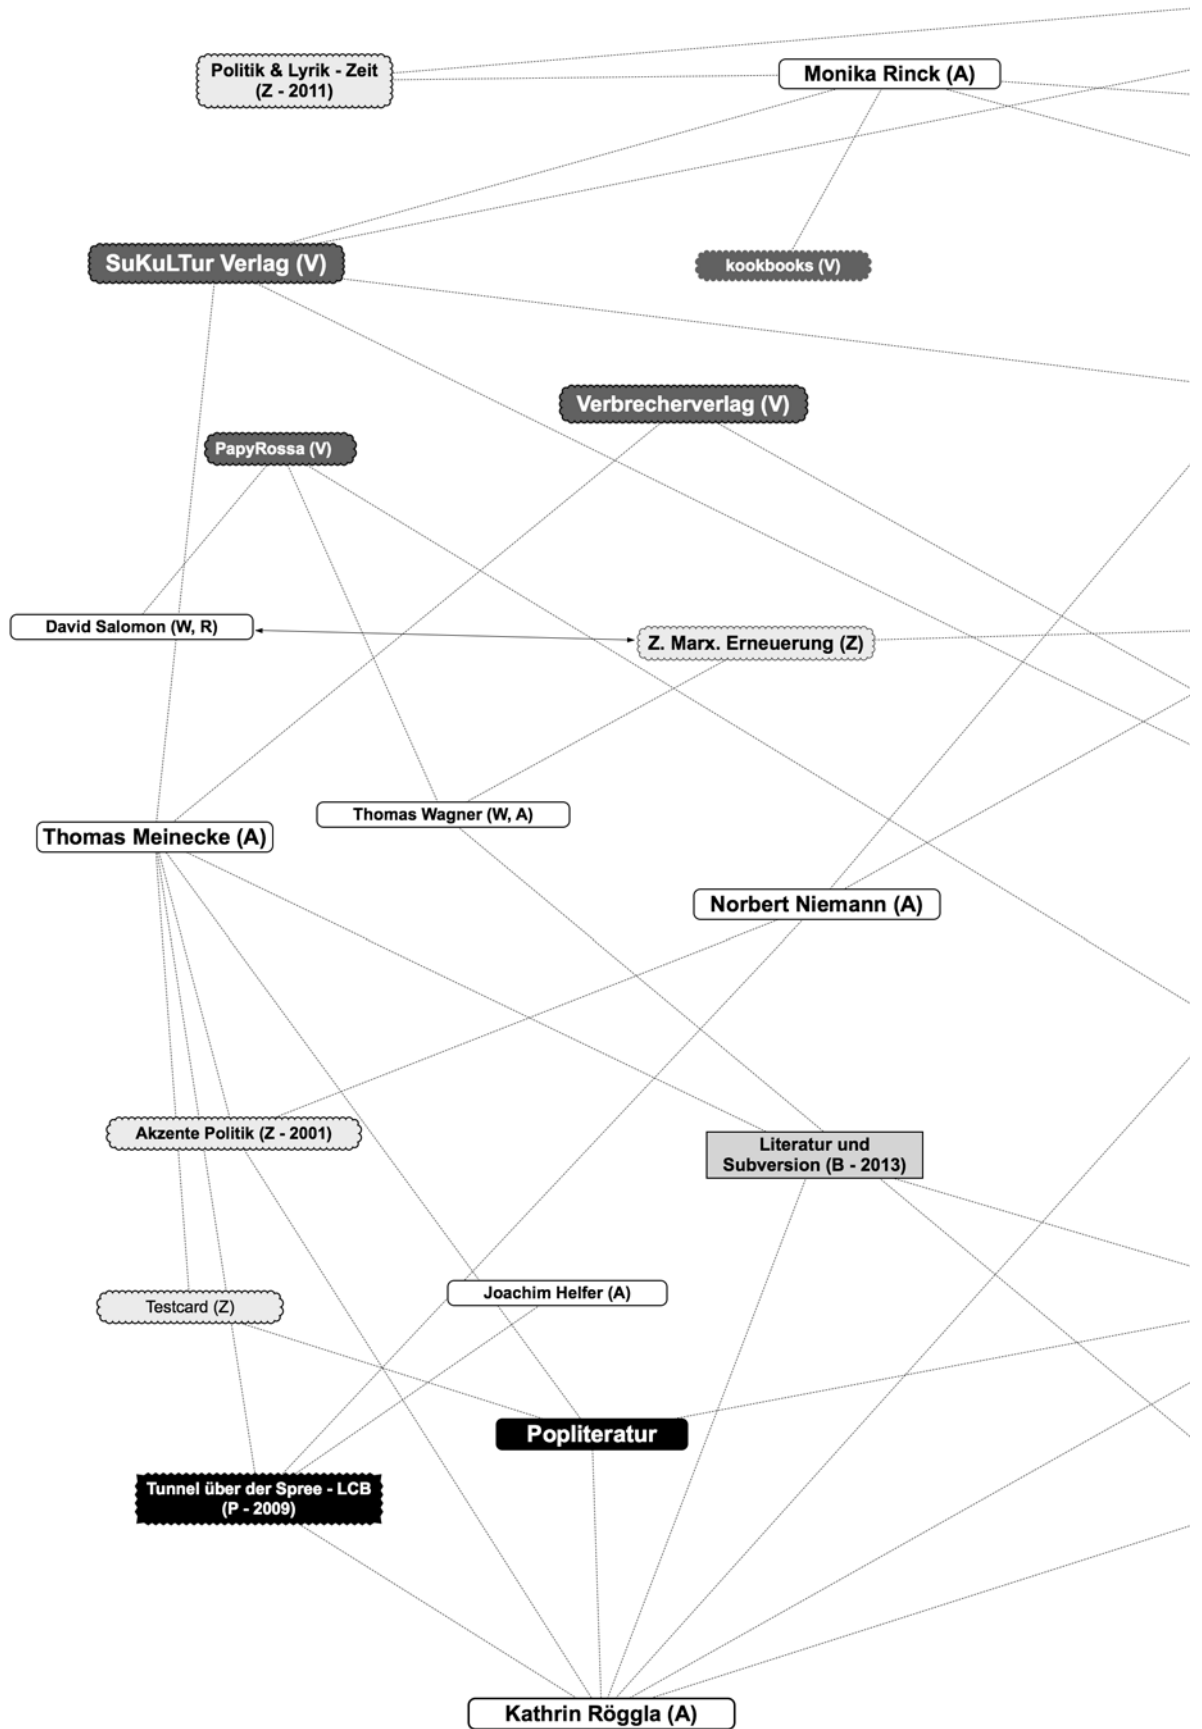 Politik & Lyrik - Zeit
(Z - 2011)
Monika Rinck (A)
SuKuLTur Verlag (V)
kookbooks (V)
Verbrecherverlag (V)
PapyRossa (V)
David Salomon (W, R)
Z. Marx. Erneuerung (Z)
Thomas Wagner (W, A)
Thomas Meinecke (A)
Norbert Niemann (A)
Akzente Politik (Z - 2001)
Literatur und
Subversion (B - 2013)
Joachim Helfer (A)
Testcard (Z)
Popliteratur
Tunnel über der Spree - LCB
(P - 2009)
Kathrin Röggla (A)